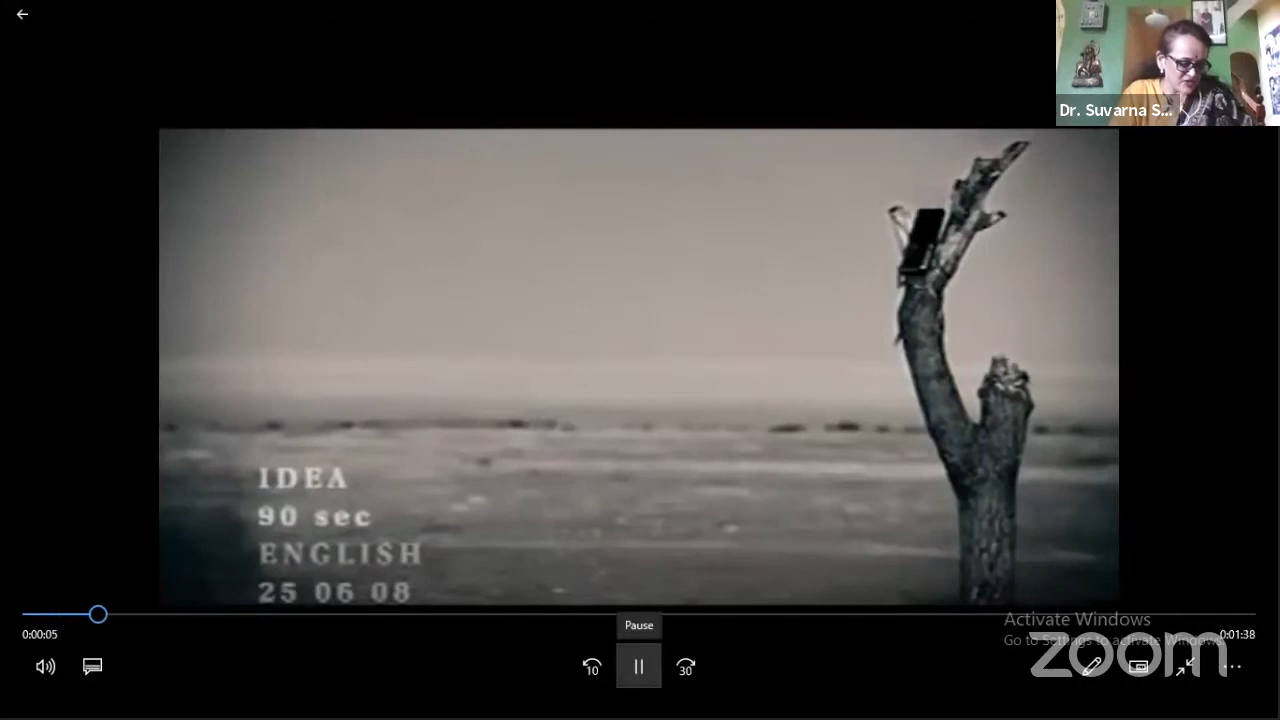 Dr. Suvarna S...
IDEA
90 sec
ENGLISH
25 06 08
Pause
0:00:05
0:01:38
10
30
Activate Windows
Go to Settings to activate Windows.
zoom